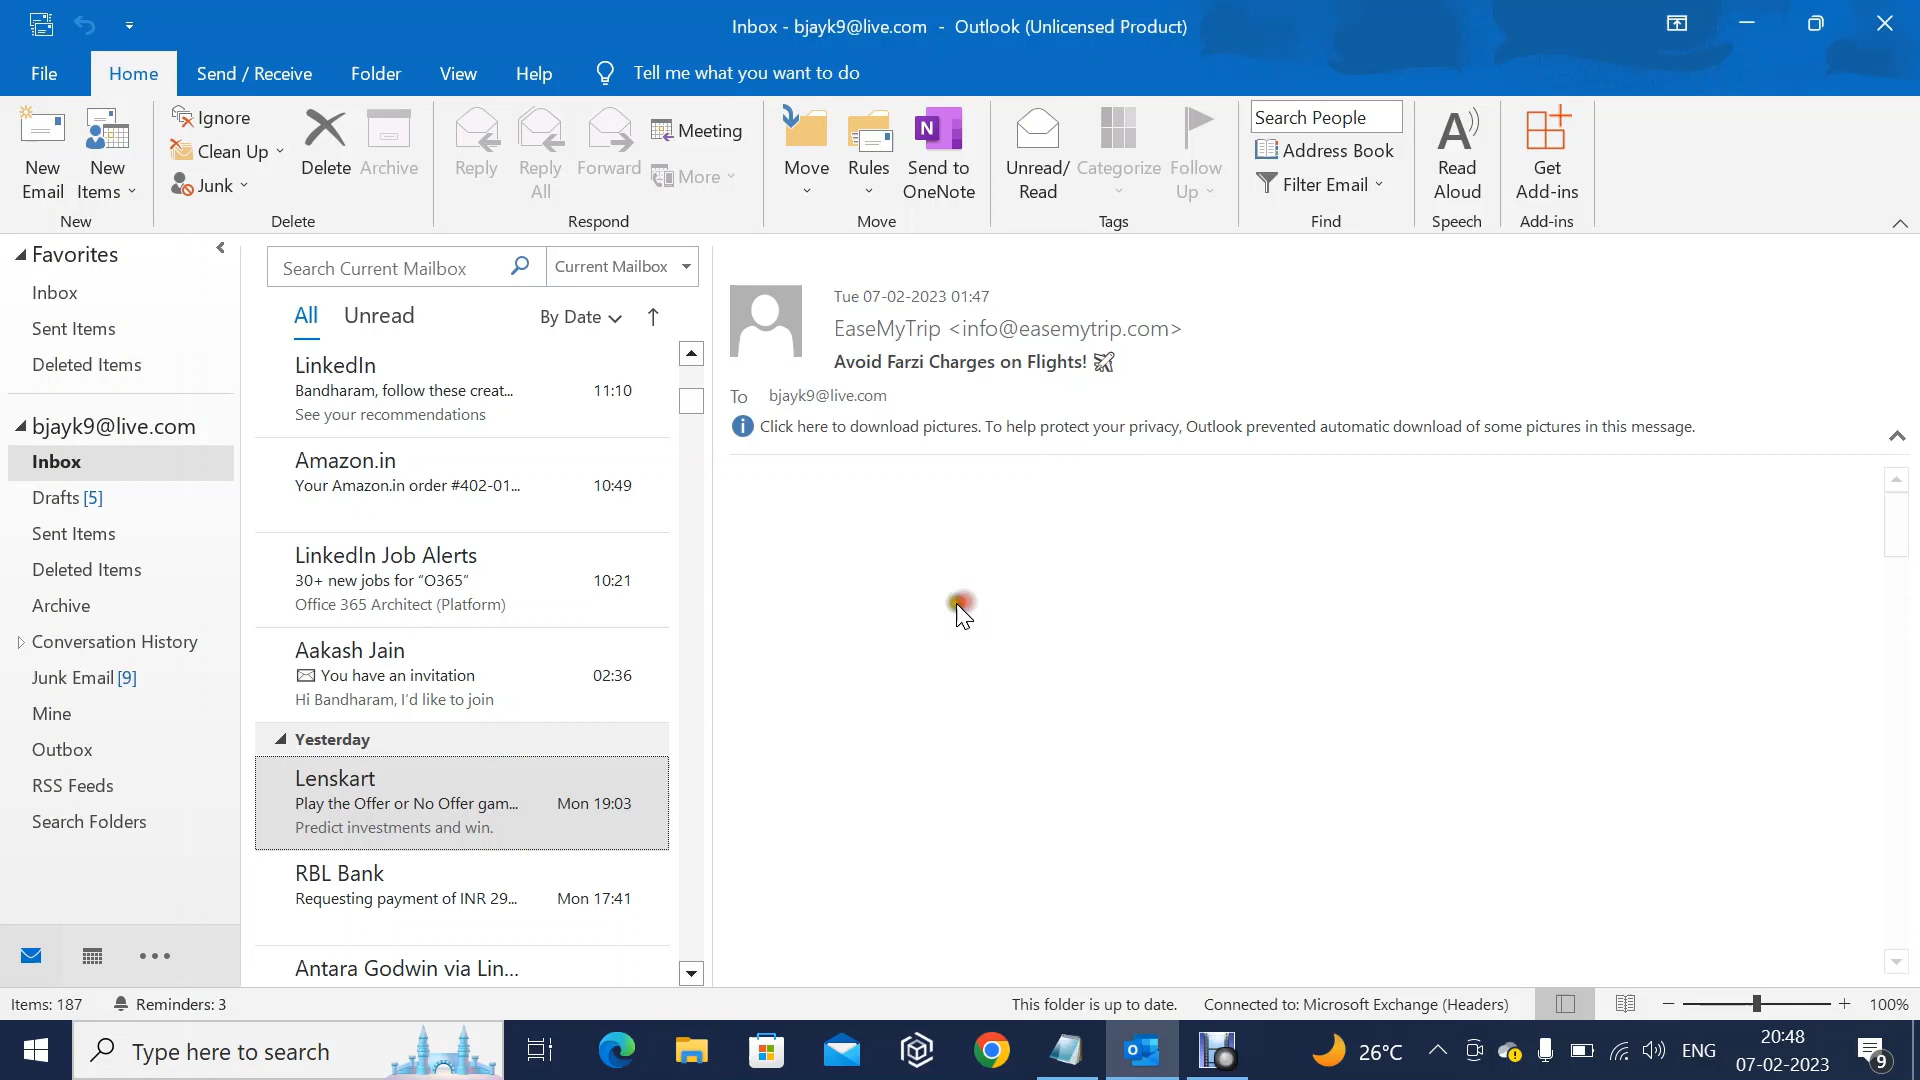 Inbox - bjayk9@live.com - Outlook (Unlicensed Product)
File Home Send / Receive Folder View Help Tell me what you want to do
New Email
New Items
New
Ignore
Clean Up
Junk
Delete
Archive
Delete
Reply
Reply All
Forward
Meeting
More
Respond
Move
Rules
Send to OneNote
Move
Unread/ Read
Categorize
Follow Up
Tags
Search People
Address Book
Filter Email
Find
Read Aloud
Speech
Get Add-ins
Add-ins
Favorites
Inbox
Sent Items
Deleted Items
bjayk9@live.com
Inbox
Drafts [5]
Sent Items
Deleted Items
Archive
Conversation History
Junk Email [9]
Mine
Outbox
RSS Feeds
Search Folders
Search Current Mailbox
Current Mailbox
All Unread By Date
LinkedIn
Bandharam, follow these creat... 11:10
See your recommendations
Amazon.in
Your Amazon.in order #402-01... 10:49
LinkedIn Job Alerts
30+ new jobs for “O365” 10:21
Office 365 Architect (Platform)
Aakash Jain
You have an invitation 02:36
Hi Bandharam, I'd like to join
Yesterday
Lenskart
Play the Offer or No Offer gam... Mon 19:03
Predict investments and win.
RBL Bank
Requesting payment of INR 29... Mon 17:41
Antara Godwin via Lin...
Tue 07-02-2023 01:47
EaseMyTrip <info@easemytrip.com>
Avoid Farzi Charges on Flights!
To bjayk9@live.com
Click here to download pictures. To help protect your privacy, Outlook prevented automatic download of some pictures in this message.
Items: 187 Reminders: 3 This folder is up to date. Connected to: Microsoft Exchange (Headers) 100%
Type here to search
26°C
ENG
20:48
07-02-2023
9